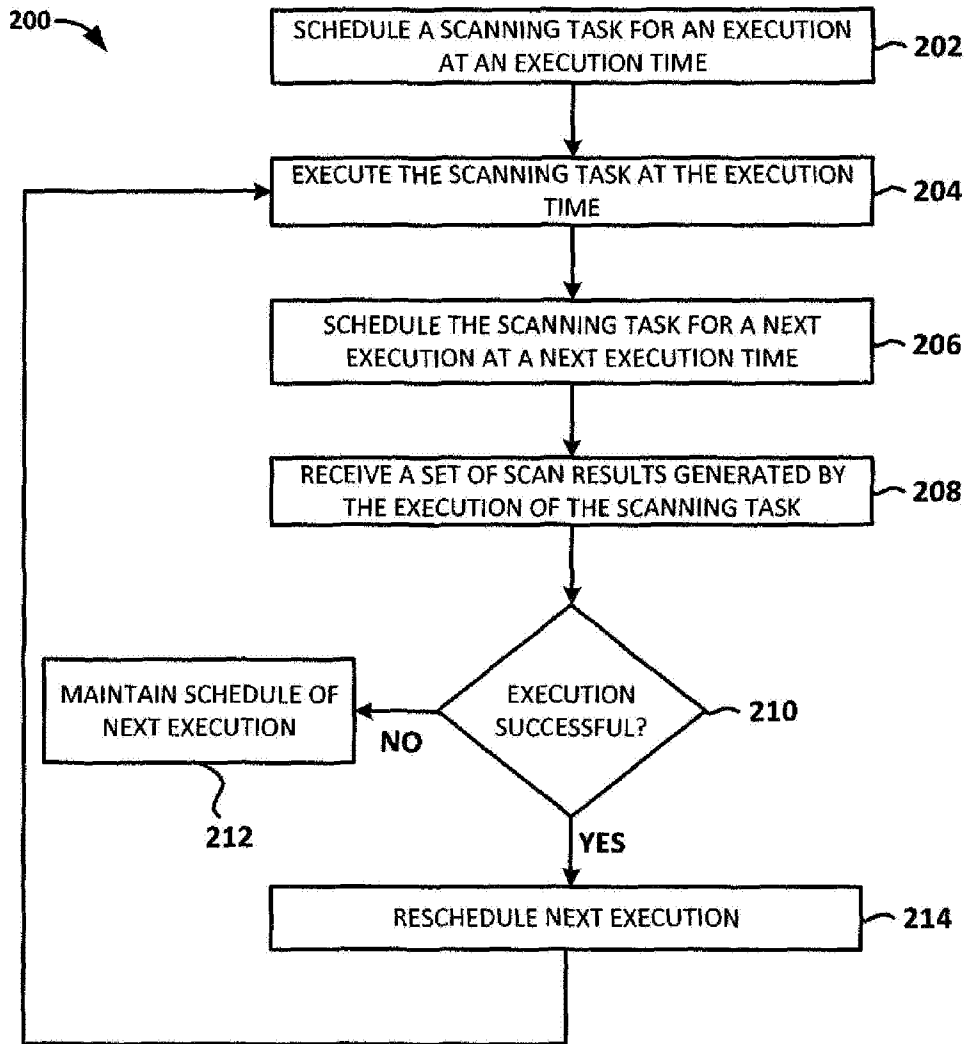 200
SCHEDULE A SCANNING TASK FOR AN EXECUTION
AT AN EXECUTION TIME
202
EXECUTE THE SCANNING TASK AT THE EXECUTION
TIME
204
SCHEDULE THE SCANNING TASK FOR A NEXT
EXECUTION AT A NEXT EXECUTION TIME
206
RECEIVE A SET OF SCAN RESULTS GENERATED BY
THE EXECUTION OF THE SCANNING TASK
208
EXECUTION
SUCCESSFUL?
210
NO
MAINTAIN SCHEDULE OF
NEXT EXECUTION
212
YES
RESCHEDULE NEXT EXECUTION
214